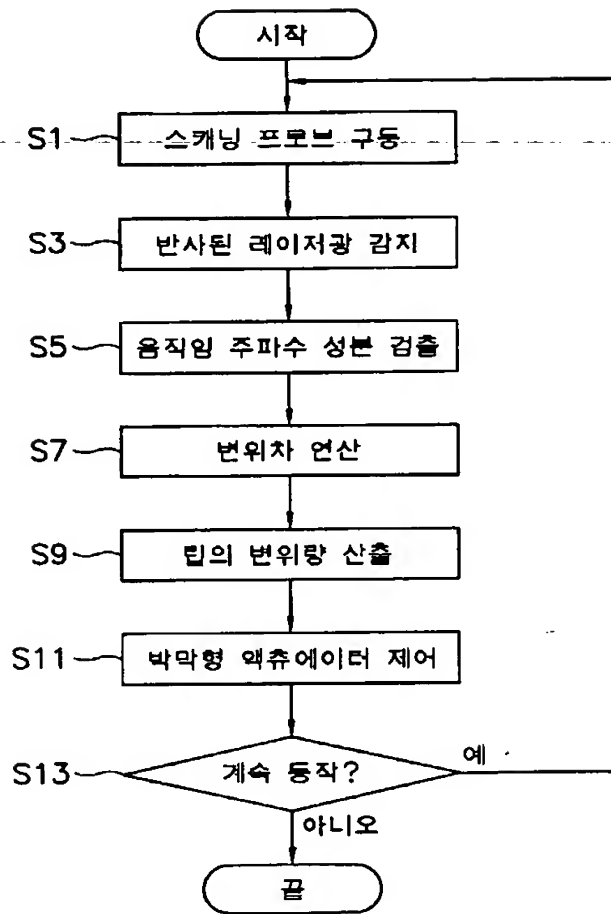 시작
S1
스캐닝 프로브 구동
S3
반사된 레이저광 감지
S5
움직임 주파수 성분 검출
S7
변위차 연산
S9
팁의 변위량 산출
S11
박막형 액츄에이터 제어
S13
계속 동작?
예
아니오
끝